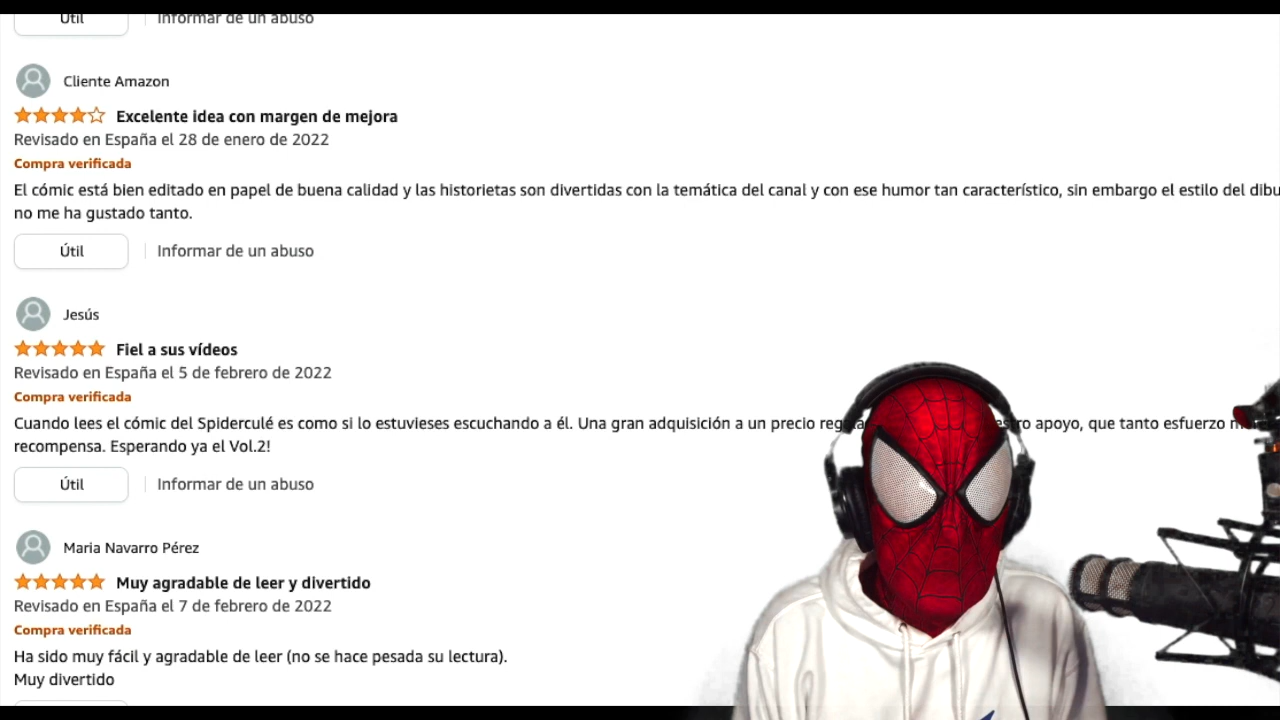 Útil
Informar de un abuso
Cliente Amazon
Excelente idea con margen de mejora
Revisado en España el 28 de enero de 2022
Compra verificada
El cómic está bien editado en papel de buena calidad y las historietas son divertidas con la temática del canal y con ese humor tan característico, sin embargo el estilo del
no me ha gustado tanto.
Útil
Informar de un abuso
Jesús
Fiel a sus vídeos
Revisado en España el 5 de febrero de 2022
Compra verificada
Cuando lees el cómic del Spiderculé es como si lo estuvieses escuchando a él. Una gran adquisición a un precio apoyo, que tanto esfuerzo
recompensa. Esperando ya el Vol.2!
Útil
Informar de un abuso
Maria Navarro Pérez
Muy agradable de leer y divertido
Revisado en España el 7 de febrero de 2022
Compra verificada
Ha sido muy fácil y agradable de leer (no se hace pesada su lectura).
Muy divertido